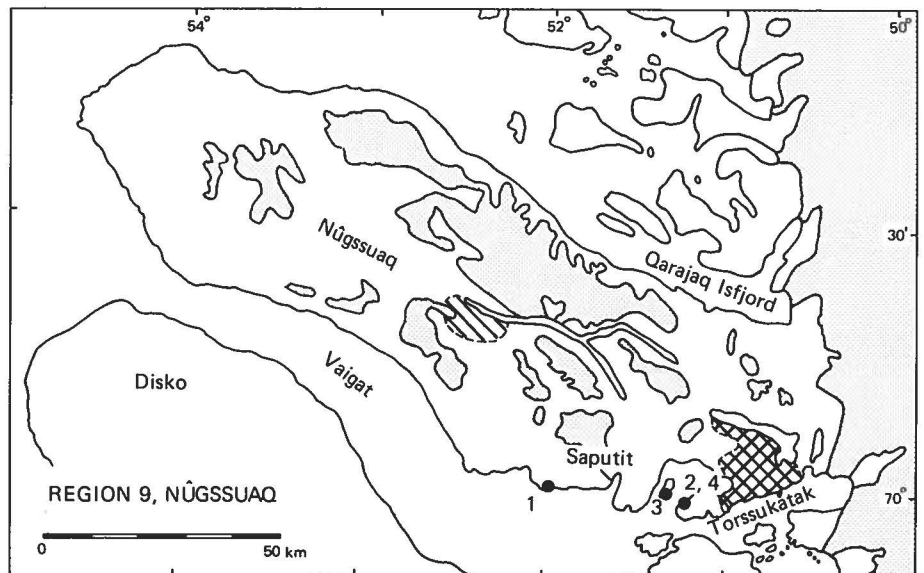 54°
52°
50°
Nûgssuaq
Qarajaq Isfjord
30'
Disko
Vaigat
Saputit
REGION 9, NÛGSSUAQ
1
3
2, 4
Torssukátak
70°
0
50 km